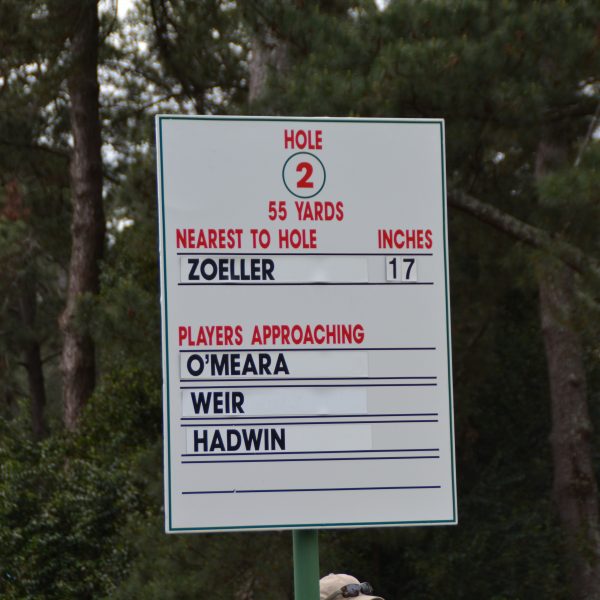 HOLE
2
55 YARDS
NEAREST TO HOLE INCHES
ZOELLER 17
PLAYERS APPROACHING
O'MEARA
WEIR
HADWIN